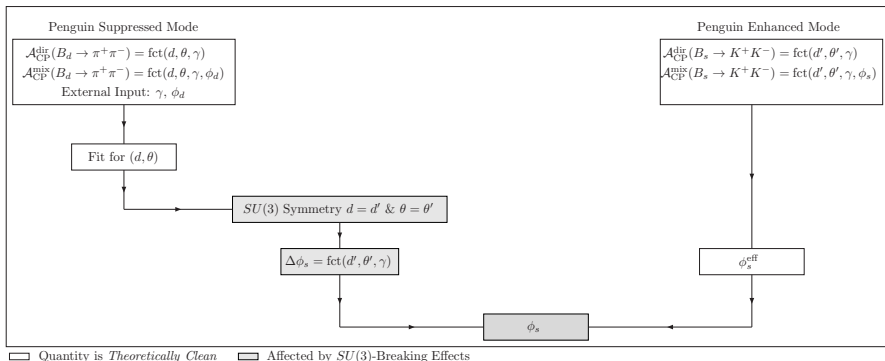 Penguin Suppressed Mode
𝒜_CP^dir(B_d → π⁺π⁻) = fct(d, θ, γ)
𝒜_CP^mix(B_d → π⁺π⁻) = fct(d, θ, γ, ϕ_d)
External Input: γ, ϕ_d
Fit for (d, θ)
Penguin Enhanced Mode
𝒜_CP^dir(B_s → K⁺K⁻) = fct(d′, θ′, γ)
𝒜_CP^mix(B_s → K⁺K⁻) = fct(d′, θ′, γ, ϕ_s)
SU(3) Symmetry d = d′ & θ = θ′
Δϕ_s = fct(d′, θ′, γ)
ϕ_s^eff
ϕ_s
Quantity is Theoretically Clean
Affected by SU(3)-Breaking Effects